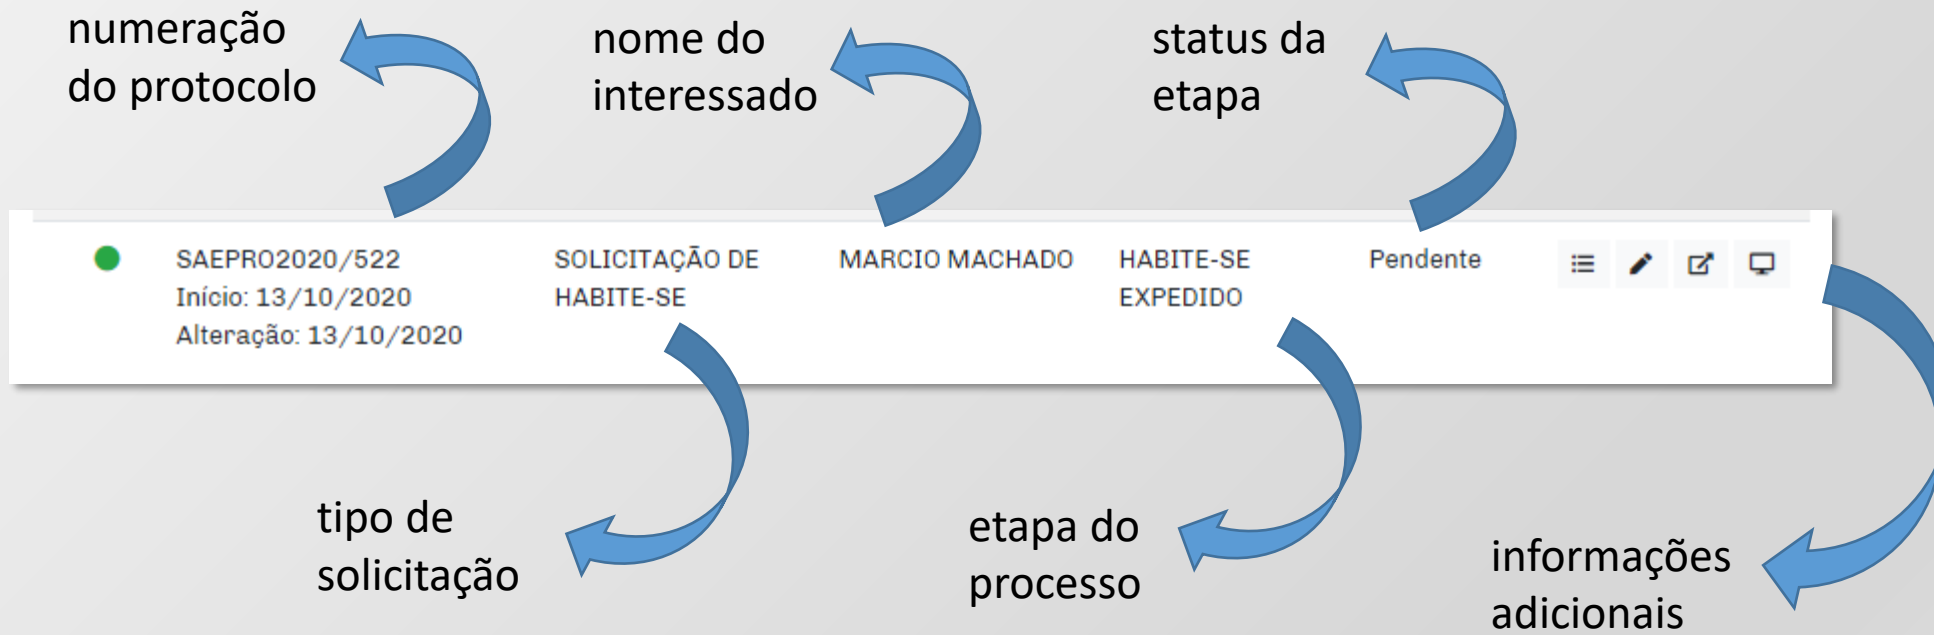 numeração
do protocolo
nome do
interessado
status da
etapa
SAEPRO2020/522
Início: 13/10/2020
Alteração: 13/10/2020
SOLICITAÇÃO DE
HABITE-SE
MARCIO MACHADO
HABITE-SE
EXPEDIDO
Pendente
tipo de
solicitação
etapa do
processo
informações
adicionais